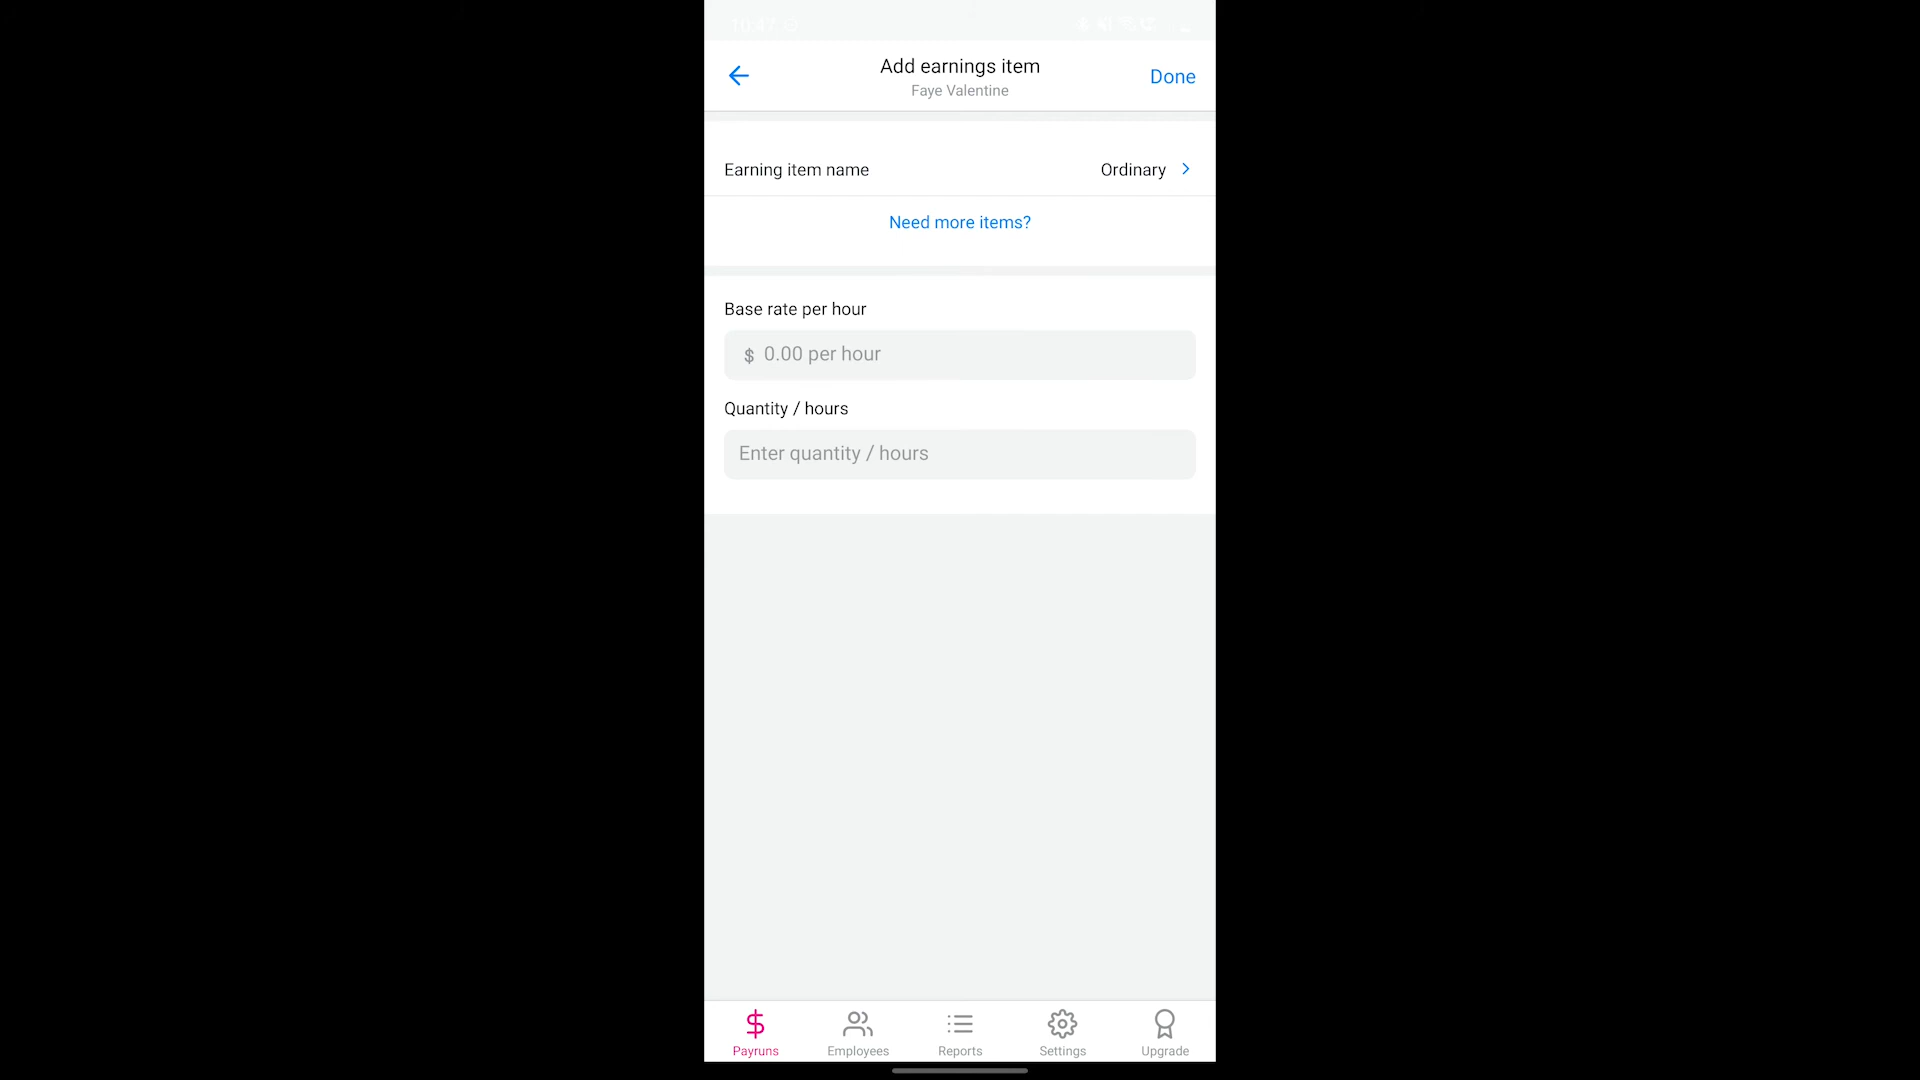 Add earnings item
Done
Faye Valentine
Earning item name
Ordinary
Need more items?
Base rate per hour
$ 0.00 per hour
Quantity / hours
Enter quantity / hours
Payruns
Employees
Reports
Settings
Upgrade